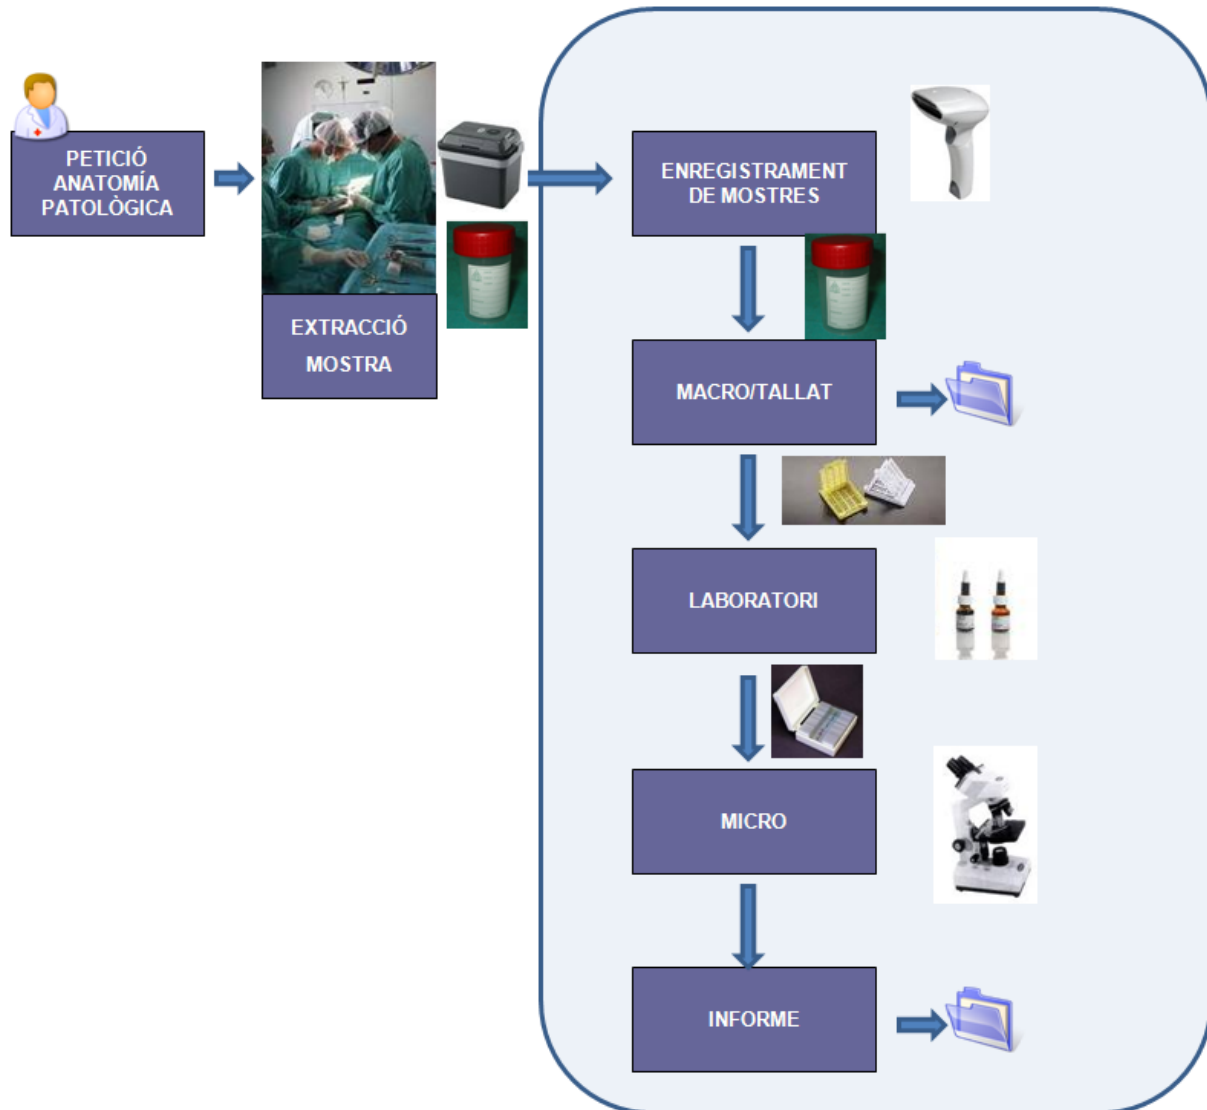 PETICIÓ
ANATOMÍA
PATOLÒGICA
EXTRACCIÓ
MOSTRA
ENREGISTRAMENT
DE MOSTRES
MACRO/TALLAT
LABORATORI
MICRO
INFORME